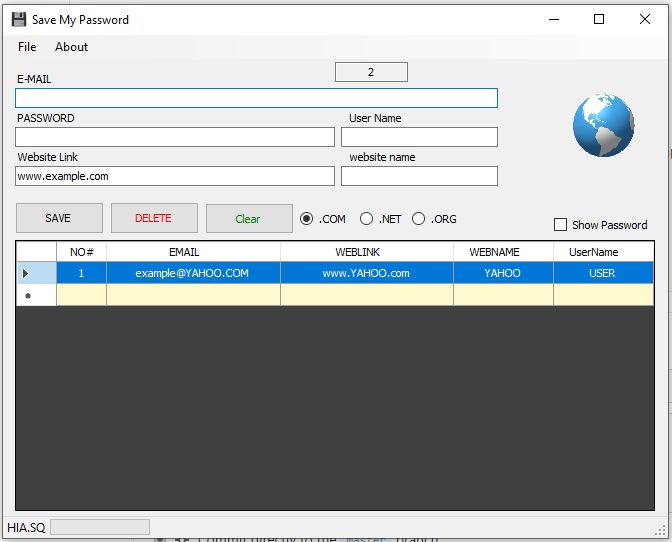 Save My Password
File About
2
E-MAIL
PASSWORD User Name
Website Link website name
www.example.com
SAVE DELETE Clear .COM .NET .ORG
Show Password
NO# EMAIL WEBLINK WEBNAME UserName
1 example@YAHOO.COM www.YAHOO.com YAHOO USER
HIA.SQ
Commit directly to the master branch